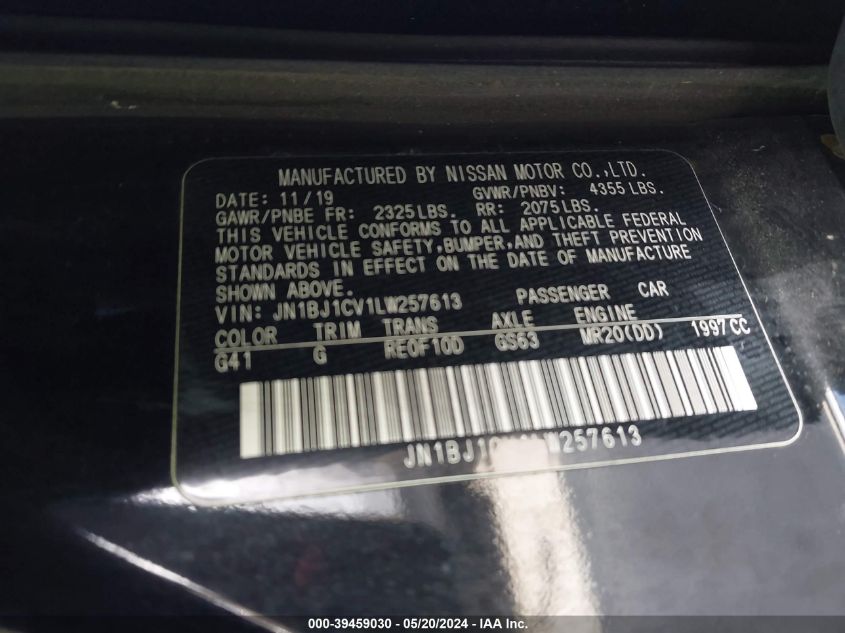 MANUFACTURED BY NISSAN MOTOR CO.,LTD.
DATE: 11/19 GVWR/PNBV: 4355 LBS.
GAWR/PNBE FR: 2325 LBS. RR: 2075 LBS.
THIS VEHICLE CONFORMS TO ALL APPLICABLE FEDERAL
MOTOR VEHICLE SAFETY, BUMPER, AND THEFT PREVENTION
STANDARDS IN EFFECT ON THE DATE OF MANUFACTURE
SHOWN ABOVE.
VIN: JN1BJ1CV1LW257613 PASSENGER CAR
COLOR TRIM TRANS AXLE ENGINE
G41 G RE0F10D GS63 MR20(DD) 1997 CC
W257613
000-39459030 - 05/20/2024 - IAA Inc.